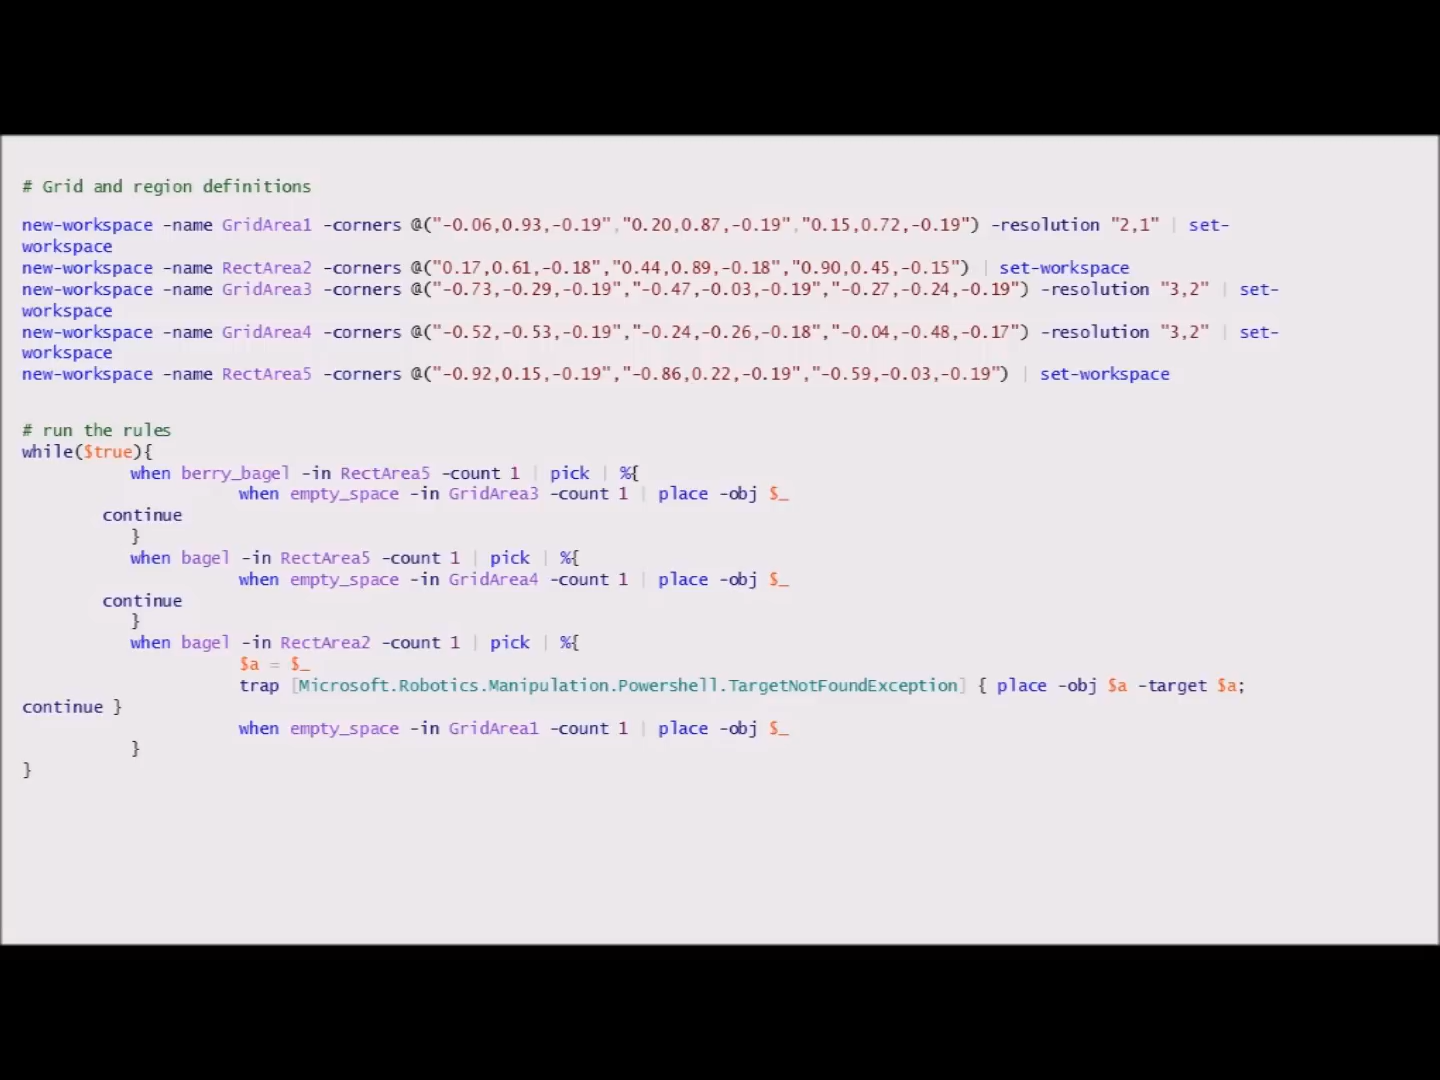 # Grid and region definitions
new-workspace -name GridArea1 -corners @("-0.06,0.93,-0.19","0.20,0.87,-0.19","0.15,0.72,-0.19") -resolution "2,1" | set-
workspace
new-workspace -name RectArea2 -corners @("0.17,0.61,-0.18","0.44,0.89,-0.18","0.90,0.45,-0.15") | set-workspace
new-workspace -name GridArea3 -corners @("-0.73,-0.29,-0.19","-0.47,-0.03,-0.19","-0.27,-0.24,-0.19") -resolution "3,2" | set-
workspace
new-workspace -name GridArea4 -corners @("-0.52,-0.53,-0.19","-0.24,-0.26,-0.18","-0.04,-0.48,-0.17") -resolution "3,2" | set-
workspace
new-workspace -name RectArea5 -corners @("-0.92,0.15,-0.19","-0.86,0.22,-0.19","-0.59,-0.03,-0.19") | set-workspace
# run the rules
while($true){
when berry_bagel -in RectArea5 -count 1 | pick | %{
when empty_space -in GridArea3 -count 1 | place -obj $_
continue
}
when bagel -in RectArea5 -count 1 | pick | %{
when empty_space -in GridArea4 -count 1 | place -obj $_
continue
}
when bagel -in RectArea2 -count 1 | pick | %{
$a = $_
trap [Microsoft.Robotics.Manipulation.Powershell.TargetNotFoundException] { place -obj $a -target $a;
continue }
when empty_space -in GridArea1 -count 1 | place -obj $_
}
}